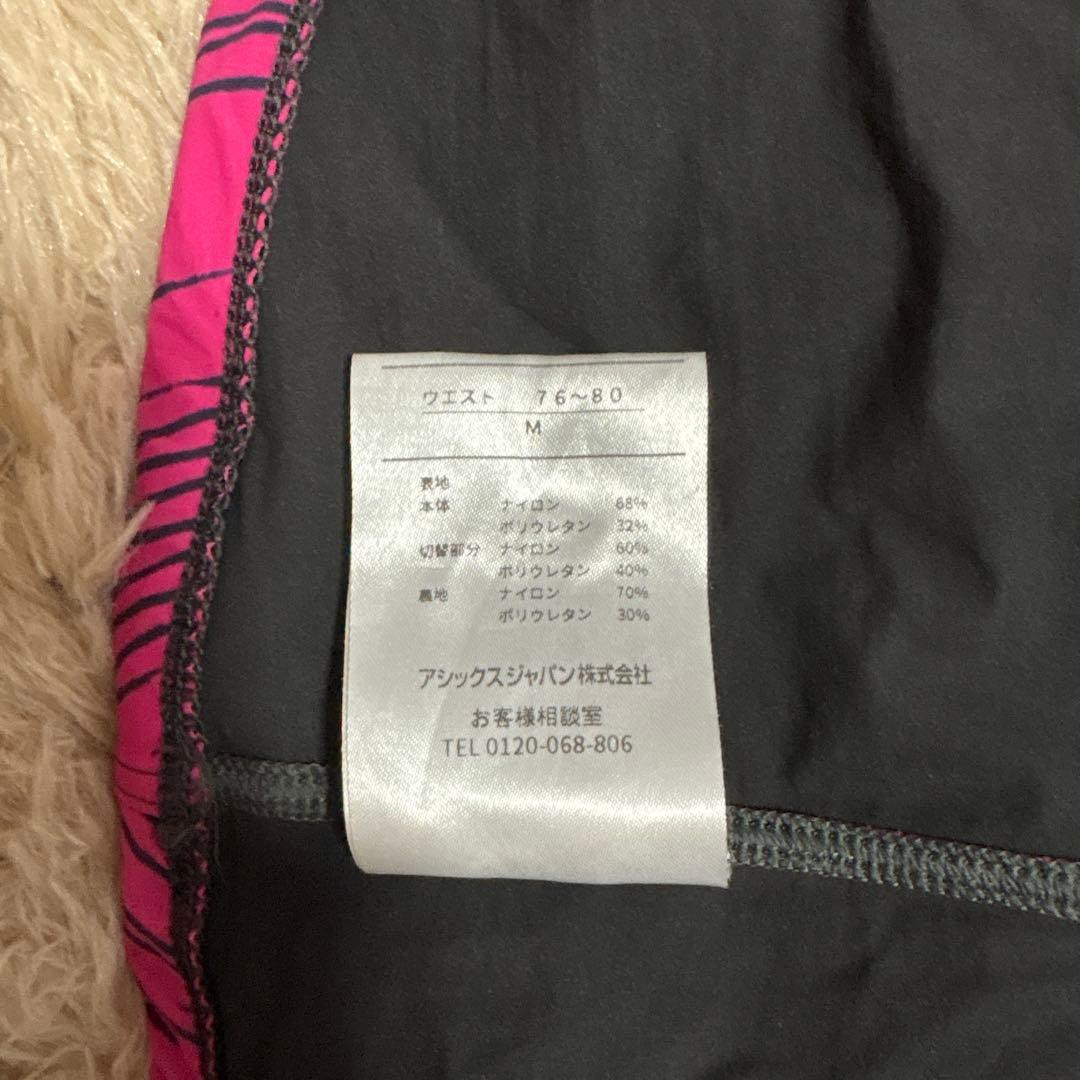 ウエスト 76~80
M
表地
本体 ナイロン 68%
ポリウレタン 32%
切替部分 ナイロン 60%
ポリウレタン 40%
裏地 ナイロン 70%
ポリウレタン 30%
アシックスジャパン株式会社
お客様相談室
TEL 0120-068-806